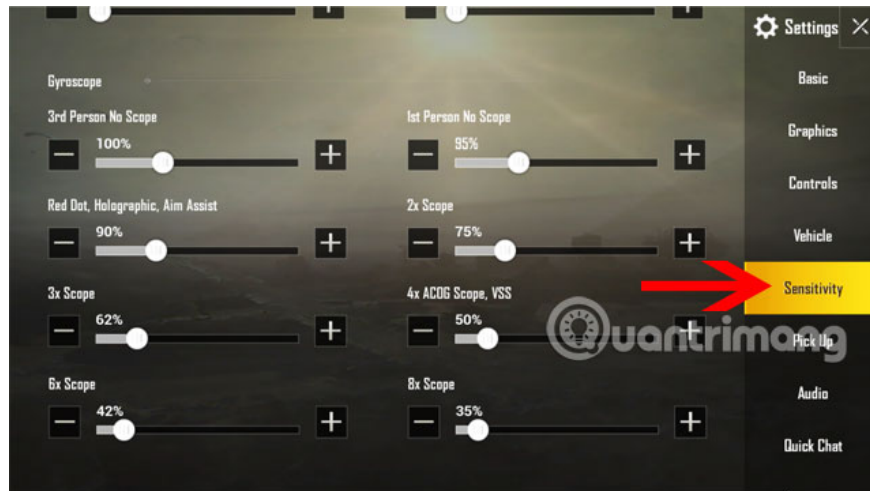 Settings
Basic
Gyroscope
3rd Person No Scope
1st Person No Scope
100%
95%
Graphics
Controls
Red Dot, Holographic, Aim Assist
2x Scope
90%
75%
Vehicle
3x Scope
4x ACOG Scope, VSS
Sensitivity
62%
50%
Quantrimang
Pick Up
6x Scope
8x Scope
Audio
42%
35%
Quick Chat